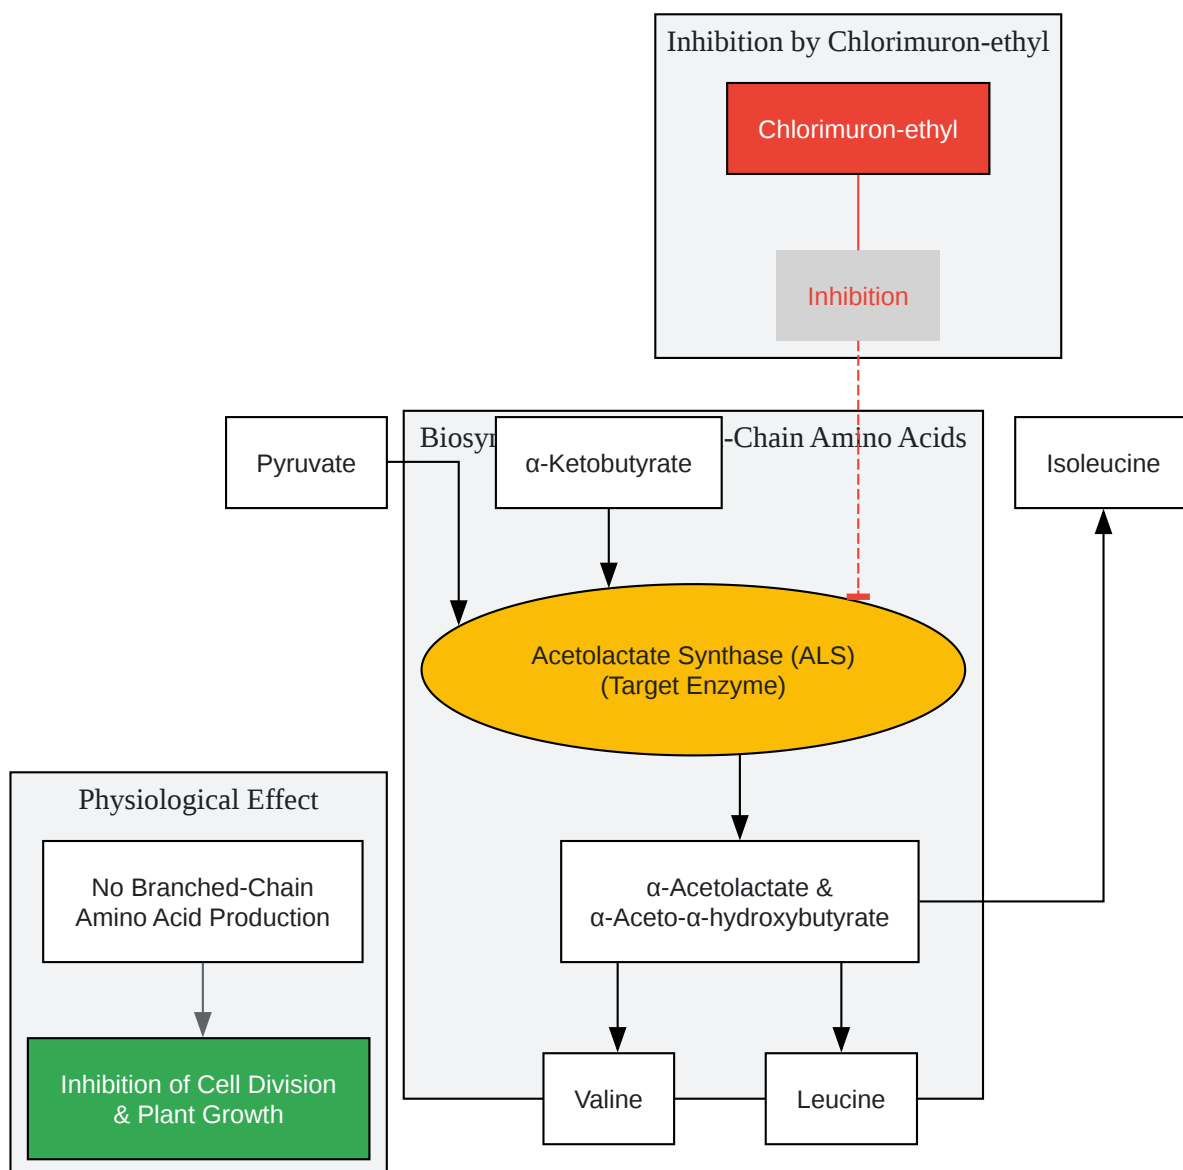 Inhibition by Chlorimuron-ethyl
Chlorimuron-ethyl
Inhibition
Pyruvate
-Chain Amino Acids
α-Ketobutyrate
Isoleucine
Acetolactate Synthase (ALS)
(Target Enzyme)
Physiological Effect
No Branched-Chain
Amino Acid Production
α-Acetolactate &
α-Aceto-α-hydroxybutyrate
Inhibition of Cell Division
& Plant Growth
Valine
Leucine